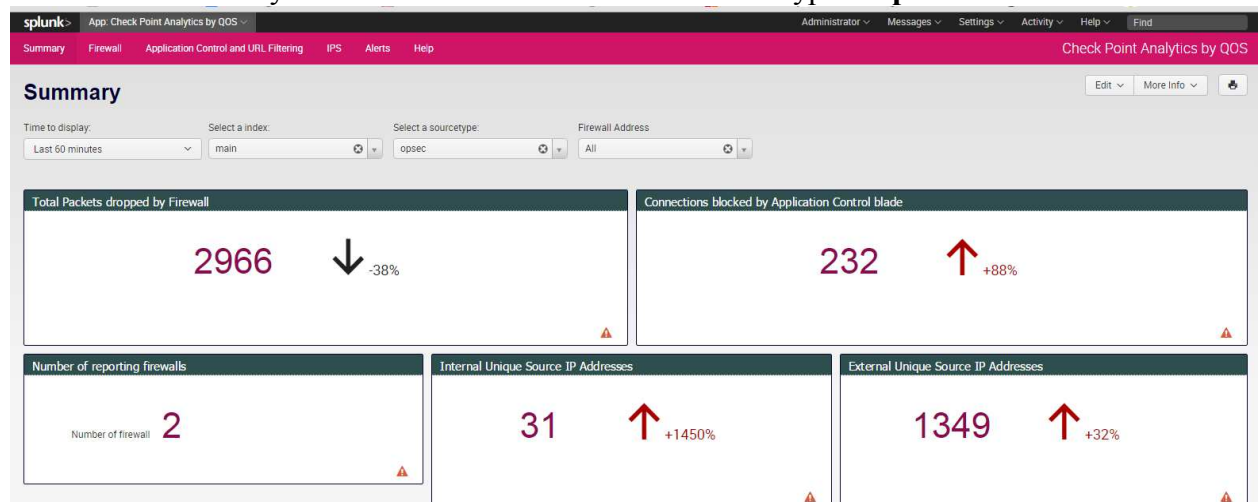 splunk> App: Check Point Analytics by QOS Administrator Messages Settings Activity Help Find
Summary Firewall Application Control and URL Filtering IPS Alerts Help Check Point Analytics by QOS
Summary Edit More Info
Time to display: Select a index: Select a sourcetype: Firewall Address
Last 60 minutes main opsec All
Total Packets dropped by Firewall Connections blocked by Application Control blade
2966 -38% 232 +88%
Number of reporting firewalls Internal Unique Source IP Addresses External Unique Source IP Addresses
Number of firewall 2 31 +1450% 1349 +32%